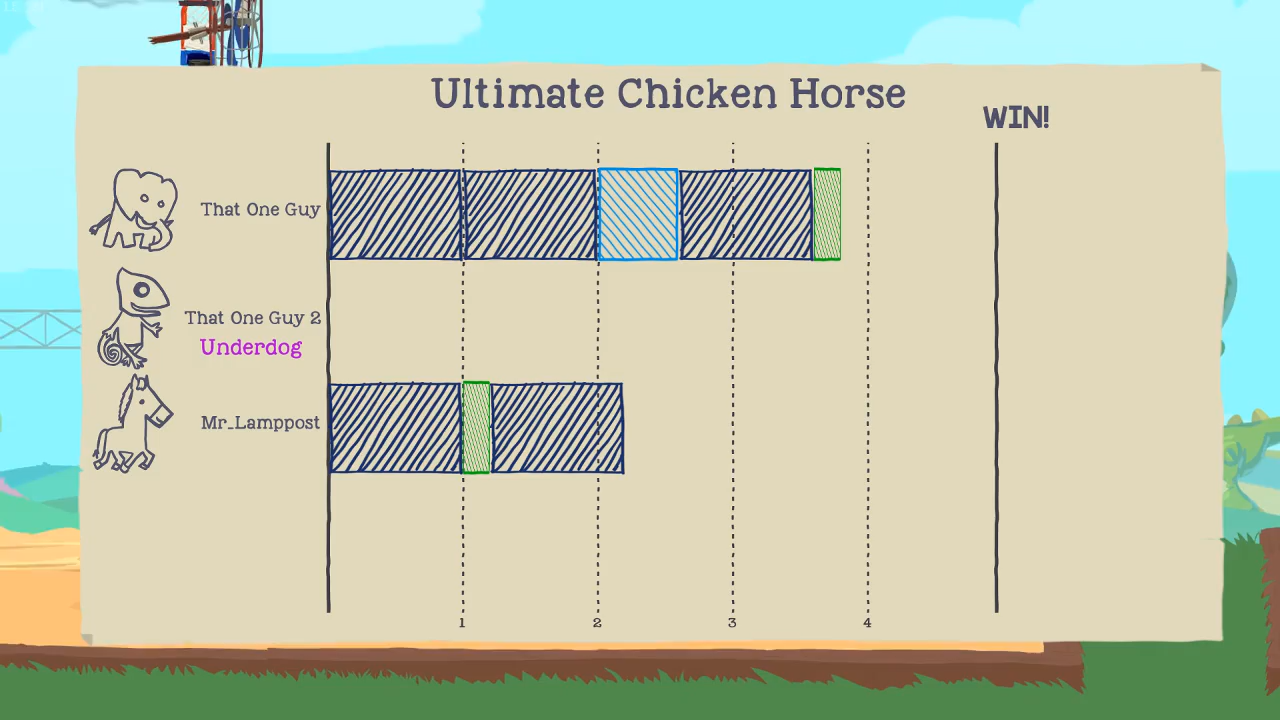 Ultimate Chicken Horse
WIN!
That One Guy
That One Guy 2
Underdog
Mr_Lamppost
1 2 3 4